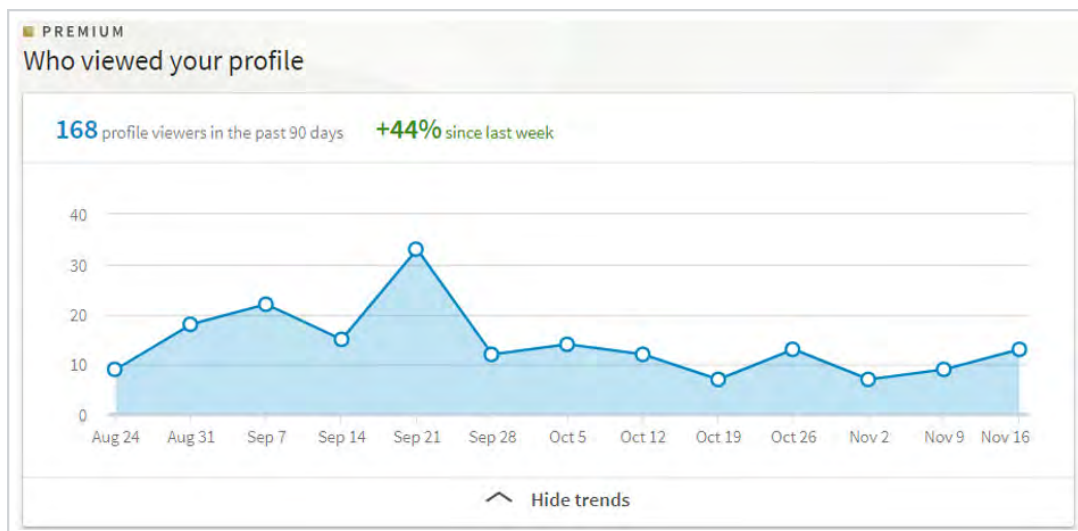 PREMIUM
Who viewed your profile
168 profile viewers in the past 90 days +44% since last week
40
30
20
10
0
Aug 24 Aug 31 Sep 7 Sep 14 Sep 21 Sep 28 Oct 5 Oct 12 Oct 19 Oct 26 Nov 2 Nov 9 Nov 16
Hide trends